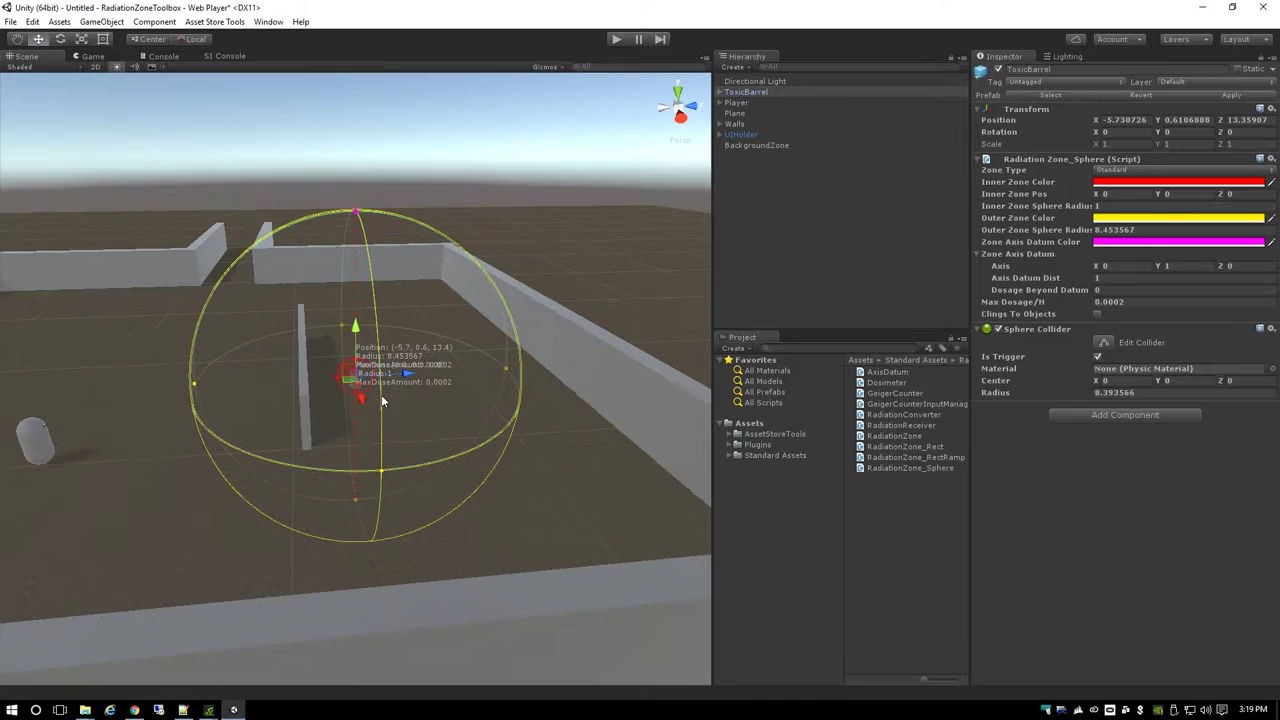 Unity (64bit) - Untitled - RadiationZoneToolbox - Web Player* <DX11>
File Edit Assets GameObject Component Asset Store Tools Window Help
Center Local Account Layers Layout
Scene Game Console SI Console
Shaded 2D Gizmos All
Persp
Position: (-5.7, 0.6, 13.4)
Radius: 8.453567
Radius:1
MaxDoseAmount: 0.0002
Hierarchy
Create All
Directional Light
ToxicBarrel
Player
Plane
Walls
UIHolder
BackgroundZone
Project
Create
Favorites
All Materials
All Models
All Prefabs
All Scripts
Assets
AssetStoreTools
Plugins
Standard Assets
Assets Standard Assets Ra
AxisDatum
Dosimeter
GeigerCounter
GeigerCounterInputManag
RadiationConverter
RadiationReceiver
RadiationZone
RadiationZone_Rect
RadiationZone_RectRamp
RadiationZone_Sphere
Inspector Lighting
ToxicBarrel Static
Tag Untagged Layer Default
Prefab Select Revert Apply
Transform
Position X -5.730726 Y 0.6106888 Z 13.35907
Rotation X 0 Y 0 Z 0
Scale X 1 Y 1 Z 1
Radiation Zone_Sphere (Script)
Zone Type Standard
Inner Zone Color
Inner Zone Pos X 0 Y 0 Z 0
Inner Zone Sphere Radius 1
Outer Zone Color
Outer Zone Sphere Radius 8.453567
Zone Axis Datum Color
Zone Axis Datum
Axis X 0 Y 1 Z 0
Axis Datum Dist 1
Dosage Beyond Datum 0
Max Dosage/H 0.0002
Clings To Objects
Sphere Collider
Edit Collider
Is Trigger
Material None (Physic Material)
Center X 0 Y 0 Z 0
Radius 8.393566
Add Component
3:19 PM